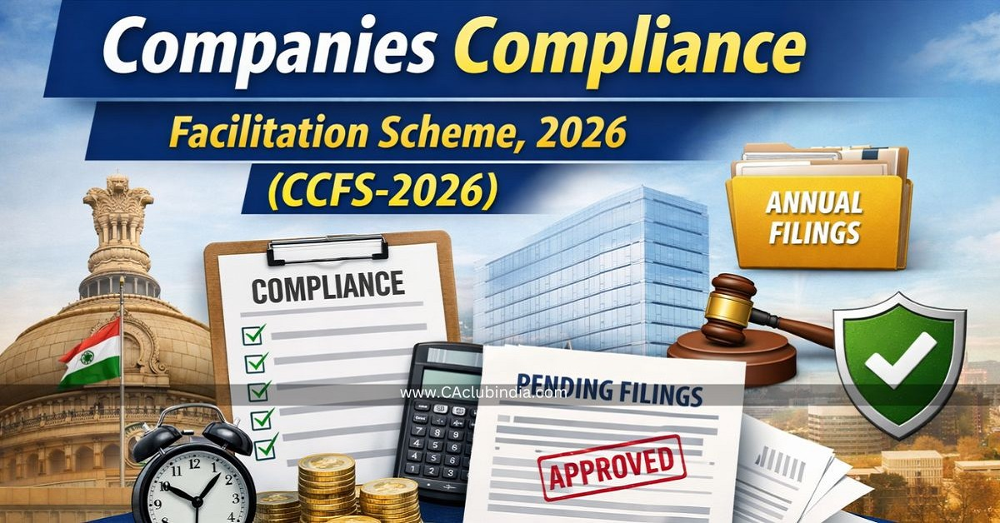 Companies Compliance
Facilitation Scheme, 2026
(CCFS-2026)
ANNUAL
FILINGS
COMPLIANCE
www.CAclubindia.com
PENDING FILINGS
APPROVED